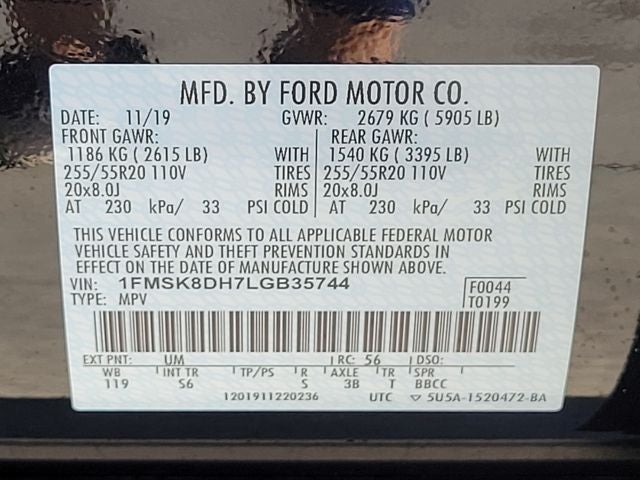 MFD. BY FORD MOTOR CO.
DATE: 11/19 GVWR: 2679 KG ( 5905 LB)
FRONT GAWR: REAR GAWR:
1186 KG ( 2615 LB) WITH 1540 KG ( 3395 LB) WITH
255/55R20 110V TIRES 255/55R20 110V TIRES
20x8.0J RIMS 20x8.0J RIMS
AT 230 kPa/ 33 PSI COLD AT 230 kPa/ 33 PSI COLD
THIS VEHICLE CONFORMS TO ALL APPLICABLE FEDERAL MOTOR
VEHICLE SAFETY AND THEFT PREVENTION STANDARDS IN
EFFECT ON THE DATE OF MANUFACTURE SHOWN ABOVE.
VIN: 1FMSK8DH7LGB35744 F0044
TYPE: MPV T0199
EXT PNT: UM RC: 56 DSO:
WB INT TR TP/PS R AXLE TR SPR
119 S6 S 3B T BBCC
1201911220236 UTC ▽ 5U5A-1520472-BA